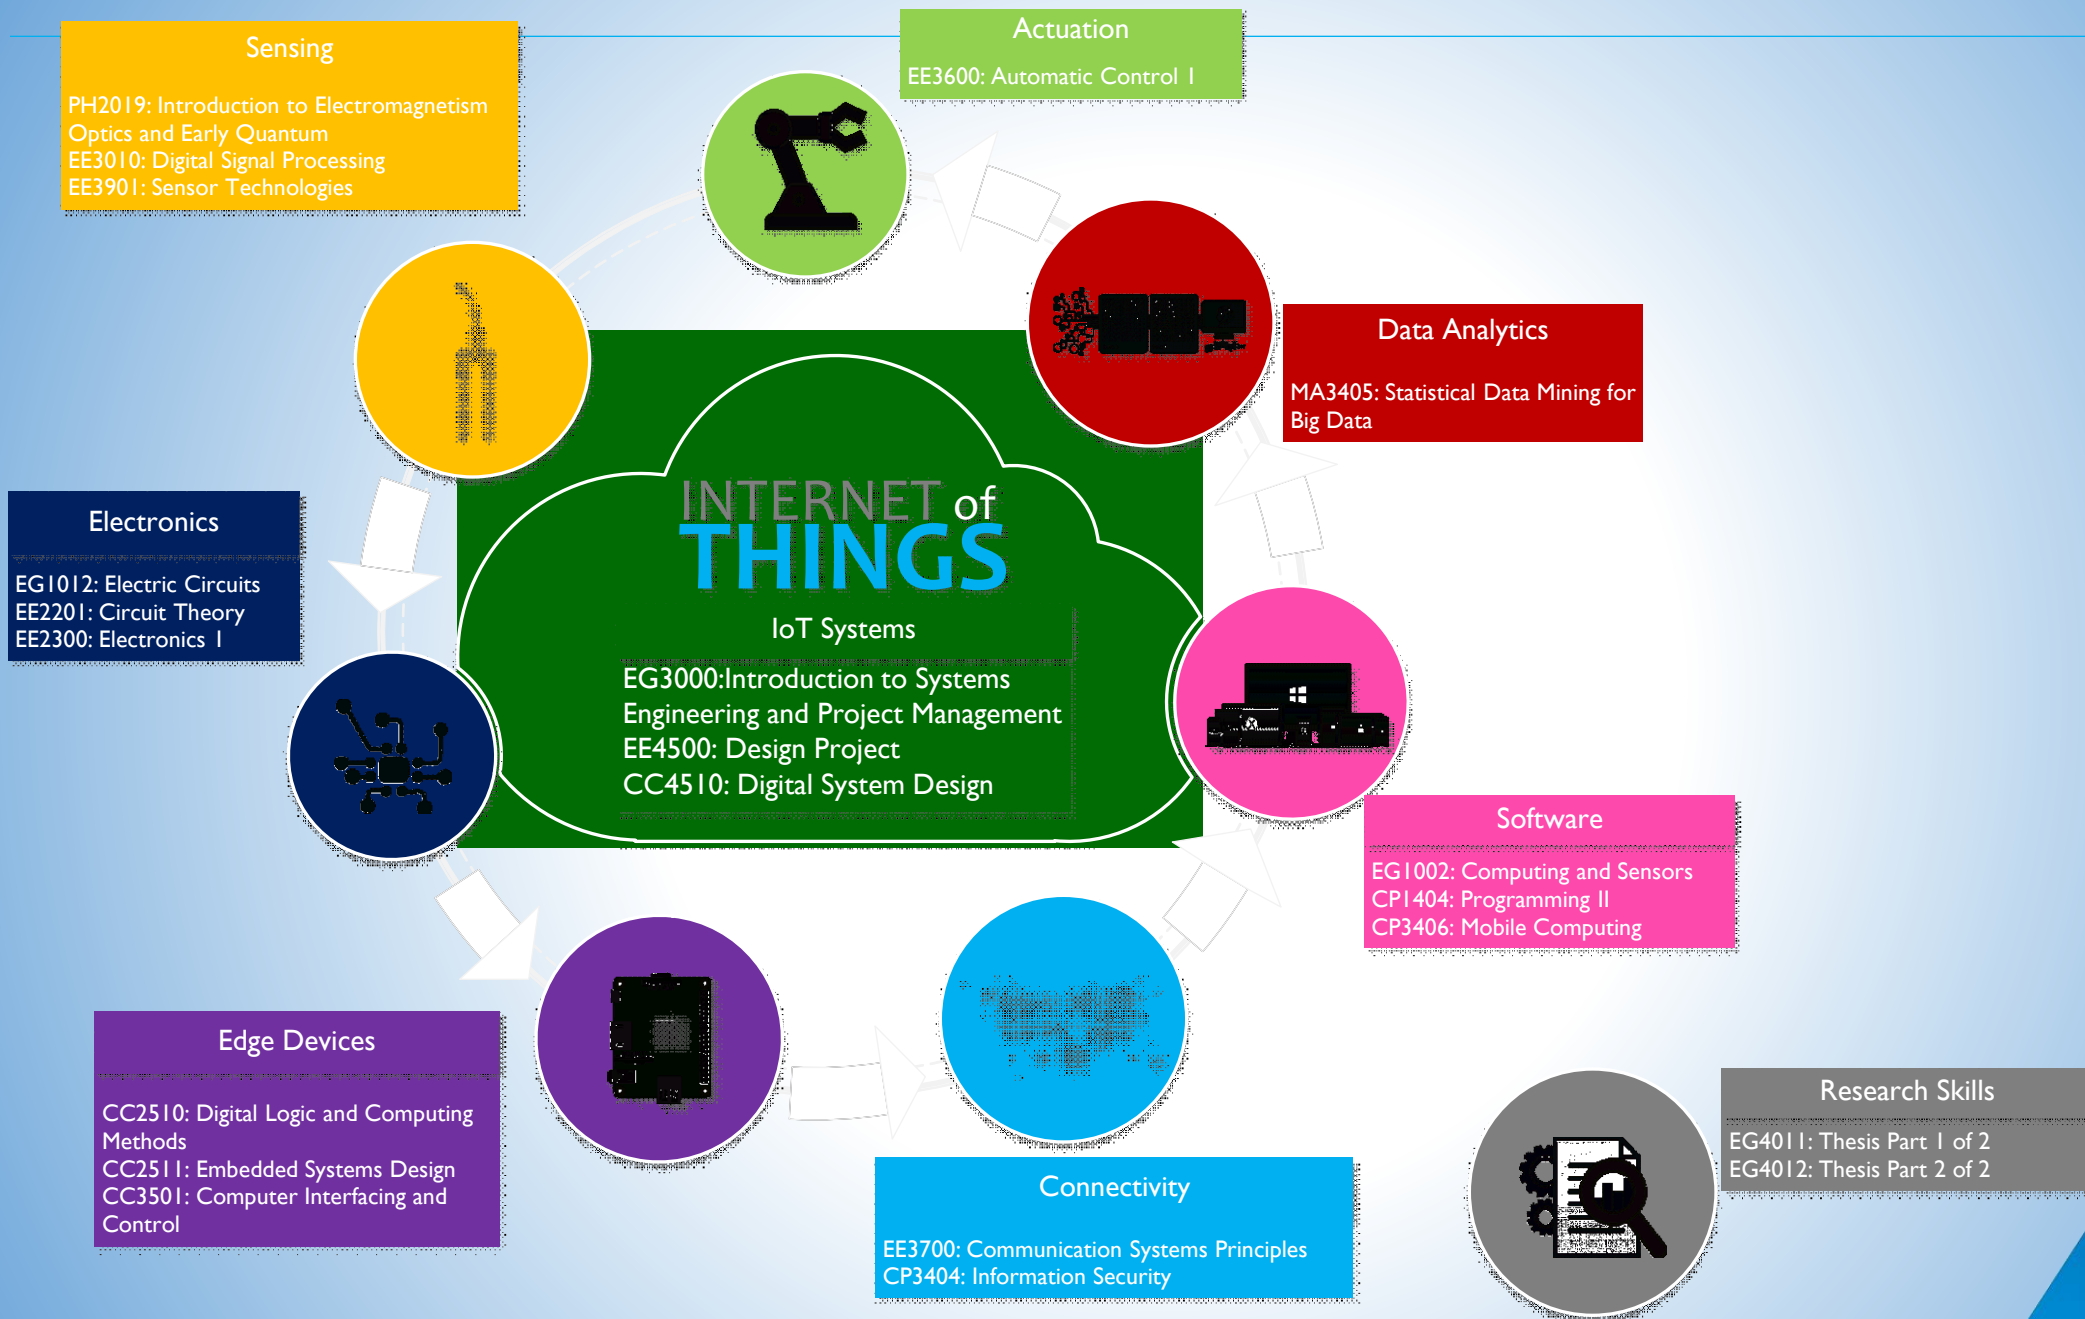 Sensing
PH2019: Introduction to Electromagnetism
Optics and Early Quantum
EE3010: Digital Signal Processing
EE3901: Sensor Technologies
Actuation
EE3600: Automatic Control 1
Data Analytics
MA3405: Statistical Data Mining for
Big Data
Electronics
EG1012: Electric Circuits
EE2201: Circuit Theory
EE2300: Electronics 1
INTERNET of
THINGS
IoT Systems
EG3000:Introduction to Systems
Engineering and Project Management
EE4500: Design Project
CC4510: Digital System Design
Software
EG1002: Computing and Sensors
CP1404: Programming II
CP3406: Mobile Computing
Edge Devices
CC2510: Digital Logic and Computing
Methods
CC2511: Embedded Systems Design
CC3501: Computer Interfacing and
Control
Connectivity
EE3700: Communication Systems Principles
CP3404: Information Security
Research Skills
EG4011: Thesis Part 1 of 2
EG4012: Thesis Part 2 of 2